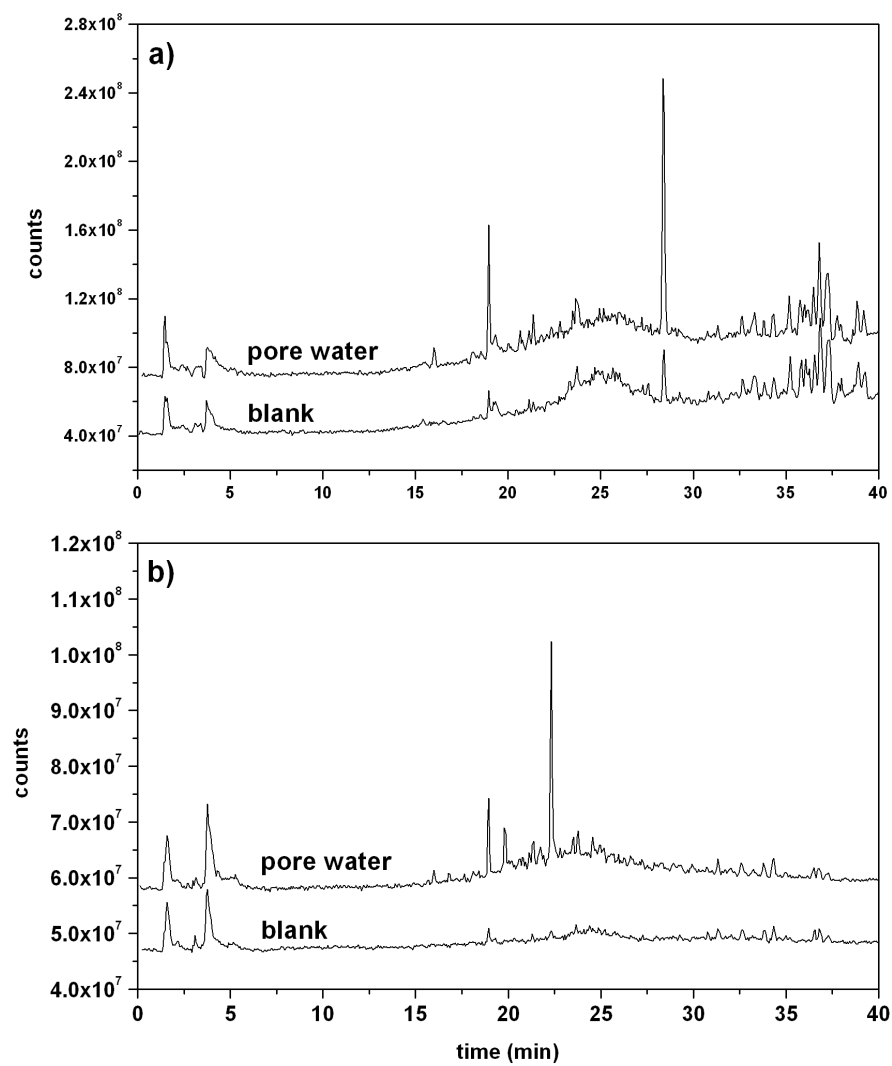 a)
2.8x10⁸
2.4x10⁸
2.0x10⁸
1.6x10⁸
1.2x10⁸
8.0x10⁷
4.0x10⁷
counts
pore water
blank
0 5 10 15 20 25 30 35 40
b)
1.2x10⁸
1.1x10⁸
1.0x10⁸
9.0x10⁷
8.0x10⁷
7.0x10⁷
6.0x10⁷
5.0x10⁷
4.0x10⁷
counts
pore water
blank
0 5 10 15 20 25 30 35 40
time (min)